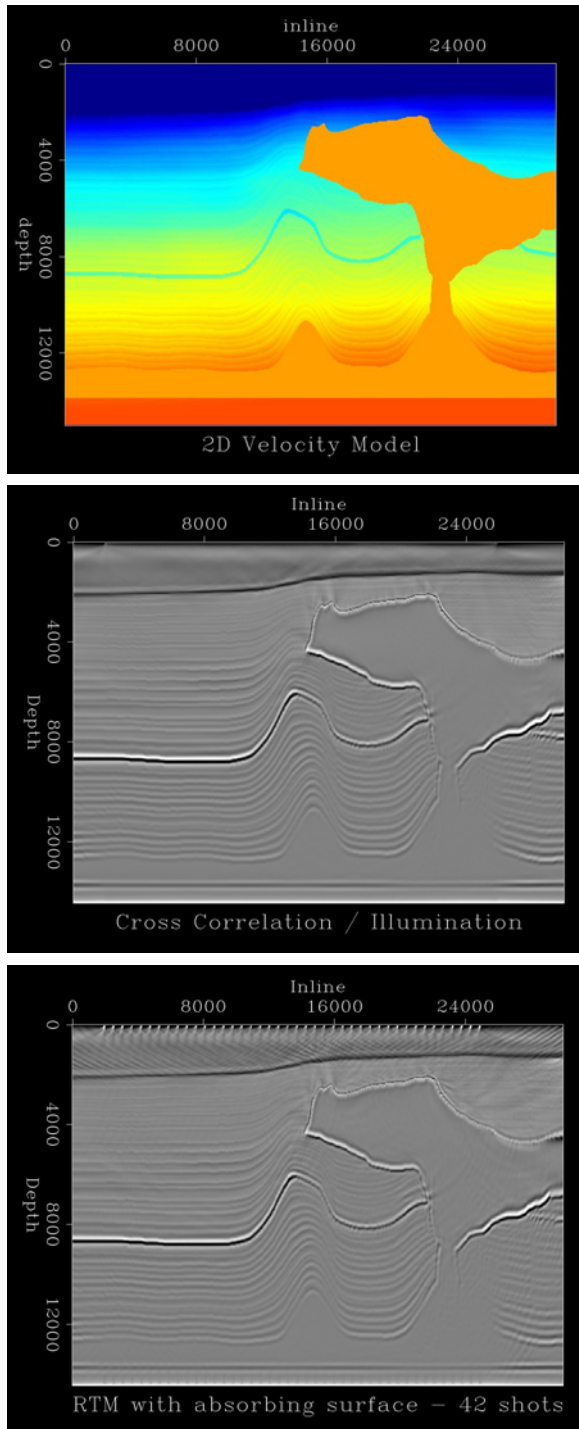 inline
0 8000 16000 24000
0
4000
8000
12000
depth
2D Velocity Model
Inline
0 8000 16000 24000
0
4000
8000
12000
Depth
Cross Correlation / Illumination
Inline
0 8000 16000 24000
0
4000
8000
12000
Depth
RTM with absorbing surface – 42 shots